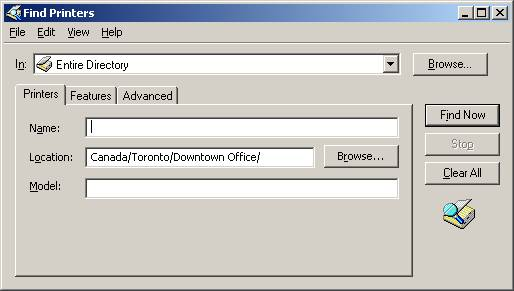 Find Printers
File Edit View Help
In: Entire Directory Browse...
Printers Features Advanced
Name: Find Now
Location: Canada/Toronto/Downtown Office/ Browse... Stop
Model: Clear All